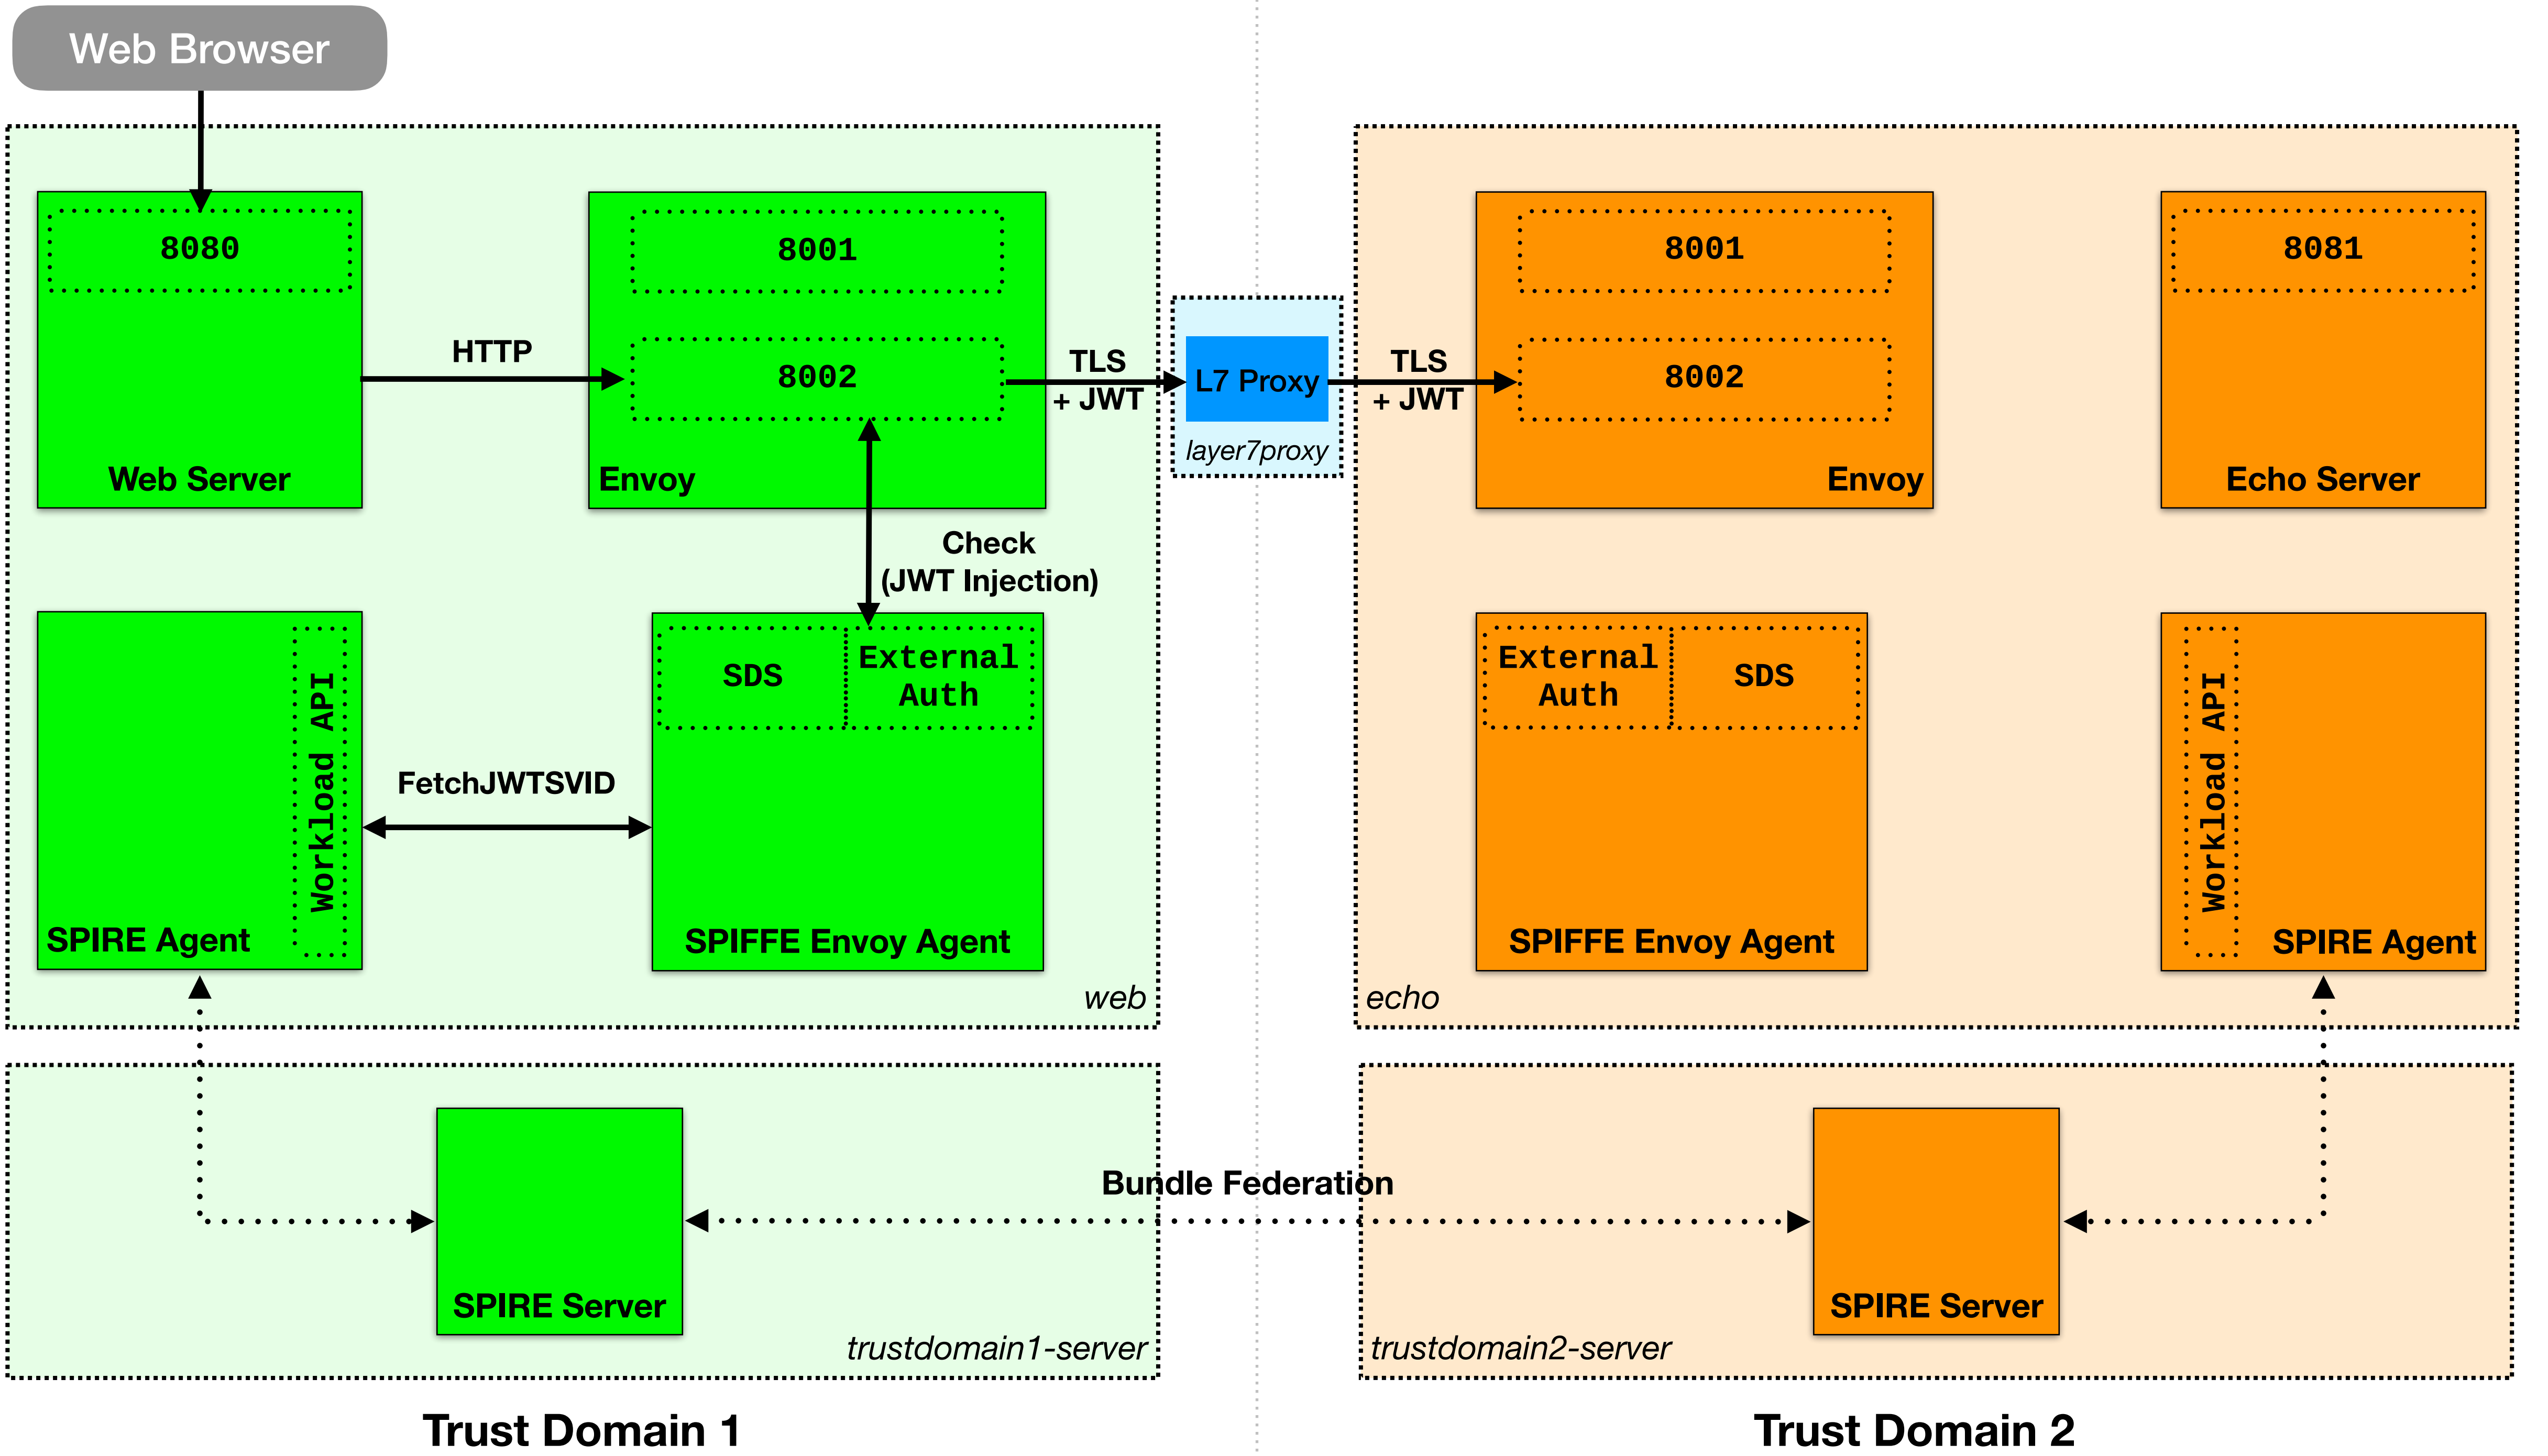 Web Browser
8080
Web Server
HTTP
8001
8002
Envoy
TLS
+ JWT
L7 Proxy
layer7proxy
TLS
+ JWT
8001
8002
Envoy
8081
Echo Server
Check
(JWT Injection)
Workload API
SPIRE Agent
FetchJWTSVID
SDS
External
Auth
SPIFFE Envoy Agent
web
External
Auth
SDS
SPIFFE Envoy Agent
Workload API
SPIRE Agent
echo
SPIRE Server
trustdomain1-server
Bundle Federation
SPIRE Server
trustdomain2-server
Trust Domain 1
Trust Domain 2